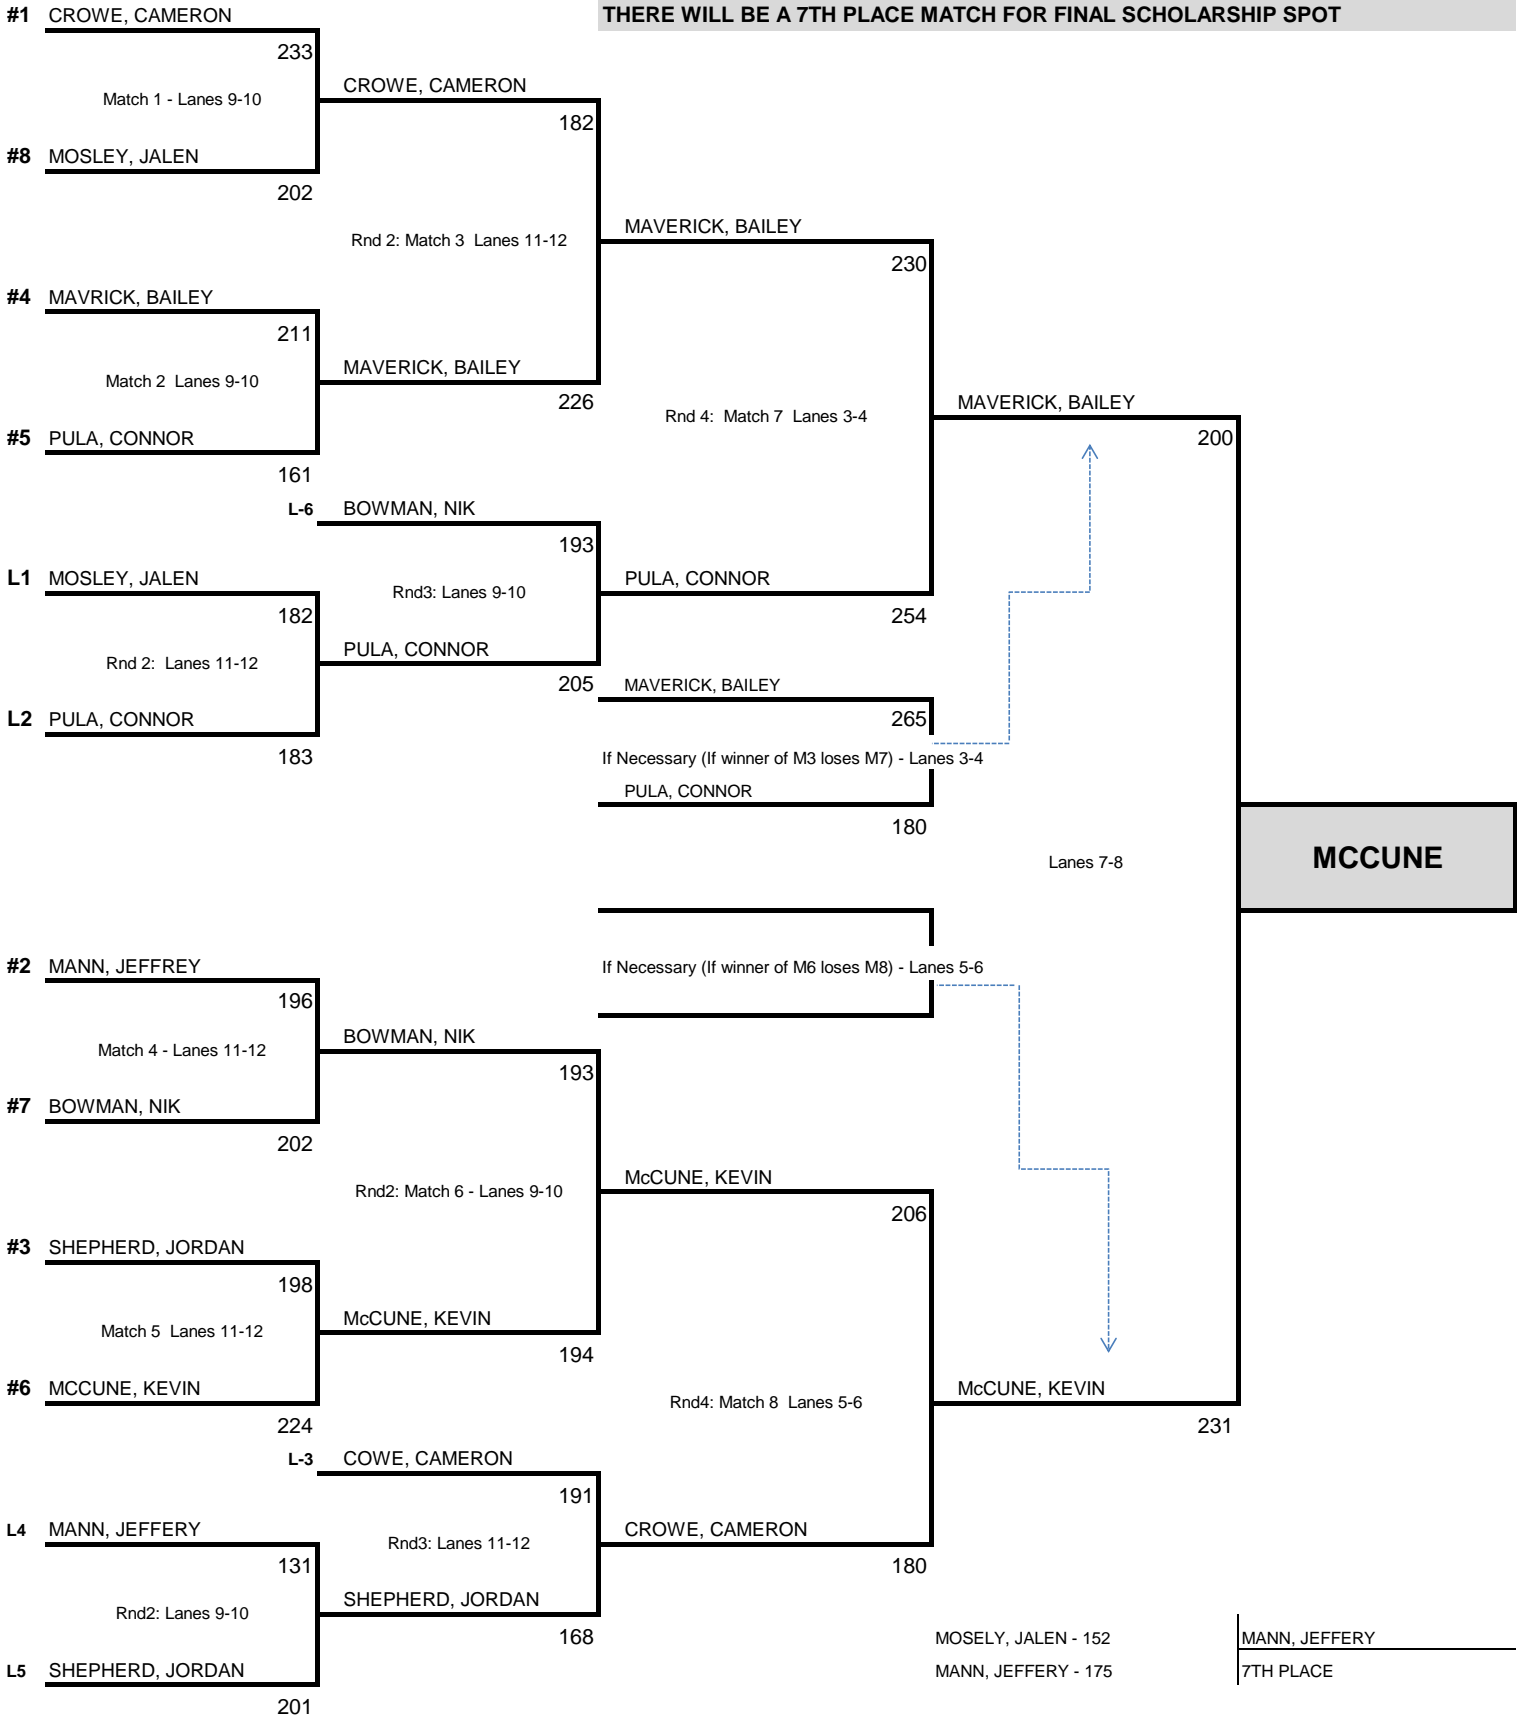 #1 CROWE, CAMERON
THERE WILL BE A 7TH PLACE MATCH FOR FINAL SCHOLARSHIP SPOT
233
Match 1 - Lanes 9-10
CROWE, CAMERON
182
#8 MOSLEY, JALEN
202
Rnd 2: Match 3 Lanes 11-12
MAVERICK, BAILEY
230
#4 MAVRICK, BAILEY
211
Match 2 Lanes 9-10
MAVERICK, BAILEY
226
Rnd 4: Match 7 Lanes 3-4
MAVERICK, BAILEY
200
#5 PULA, CONNOR
161
L-6 BOWMAN, NIK
193
L1 MOSLEY, JALEN
182
Rnd3: Lanes 9-10
PULA, CONNOR
254
Rnd 2: Lanes 11-12
PULA, CONNOR
205
MAVERICK, BAILEY
265
L2 PULA, CONNOR
183
If Necessary (If winner of M3 loses M7) - Lanes 3-4
PULA, CONNOR
180
Lanes 7-8
MCCUNE
#2 MANN, JEFFREY
If Necessary (If winner of M6 loses M8) - Lanes 5-6
196
Match 4 - Lanes 11-12
BOWMAN, NIK
193
#7 BOWMAN, NIK
202
Rnd2: Match 6 - Lanes 9-10
McCUNE, KEVIN
206
#3 SHEPHERD, JORDAN
198
Match 5 Lanes 11-12
McCUNE, KEVIN
194
#6 MCCUNE, KEVIN
224
Rnd4: Match 8 Lanes 5-6
McCUNE, KEVIN
231
L-3 COWE, CAMERON
191
L4 MANN, JEFFERY
131
Rnd3: Lanes 11-12
CROWE, CAMERON
180
Rnd2: Lanes 9-10
SHEPHERD, JORDAN
168
MOSELY, JALEN - 152
MANN, JEFFERY
L5 SHEPHERD, JORDAN
201
MANN, JEFFERY - 175
7TH PLACE